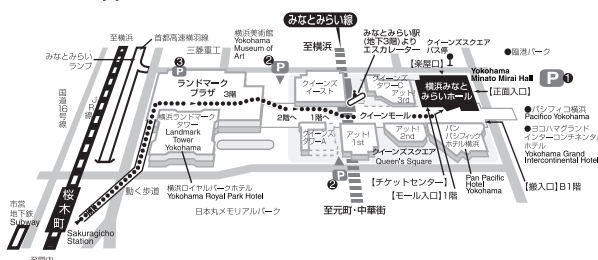 至横浜
首都高速横羽線
みなとみらい
ランプ
三菱重工
横浜美術館
Yokohama
Museum of
Art
みなとみらい線
至横浜
みなとみらい駅
(地下3階)より
エスカレーター
クイーンズスクエア
バス停
【楽屋口】
●臨港パーク
Yokohama
Minato Mirai Hall
P
❶
【正面入口】
横浜みなと
みらいホール
国道16号線
JR線
❸
P
ランドマーク
プラザ
3階
❷
P
クイーンズ
イースト
クイーンズ
タワーC
アット!
3rd
クイーンモール
●パシフィコ横浜
Pacifico Yokohama
●ヨコハマグランド
インターコンチネンタル
ホテル
Yokohama Grand
Intercontinental Hotel
横浜ランドマーク
タワー
Landmark
Tower
Yokohama
2階へ
1階へ
クイーンズ
タワーA
アット!
1st
アット!
2nd
クイーンズスクエア
Queen's Square
パン
パシフィック
ホテル横浜
Pan Pacific
Hotel
Yokohama
【搬入口】B1階
P
❷
【チケットセンター】
【モール入口】1階
動く歩道
横浜ロイヤルパークホテル
Yokohama Royal Park Hotel
日本丸メモリアルパーク
至元町・中華街
桜木町
市営
地下鉄
Subway
Sakuragicho
Station